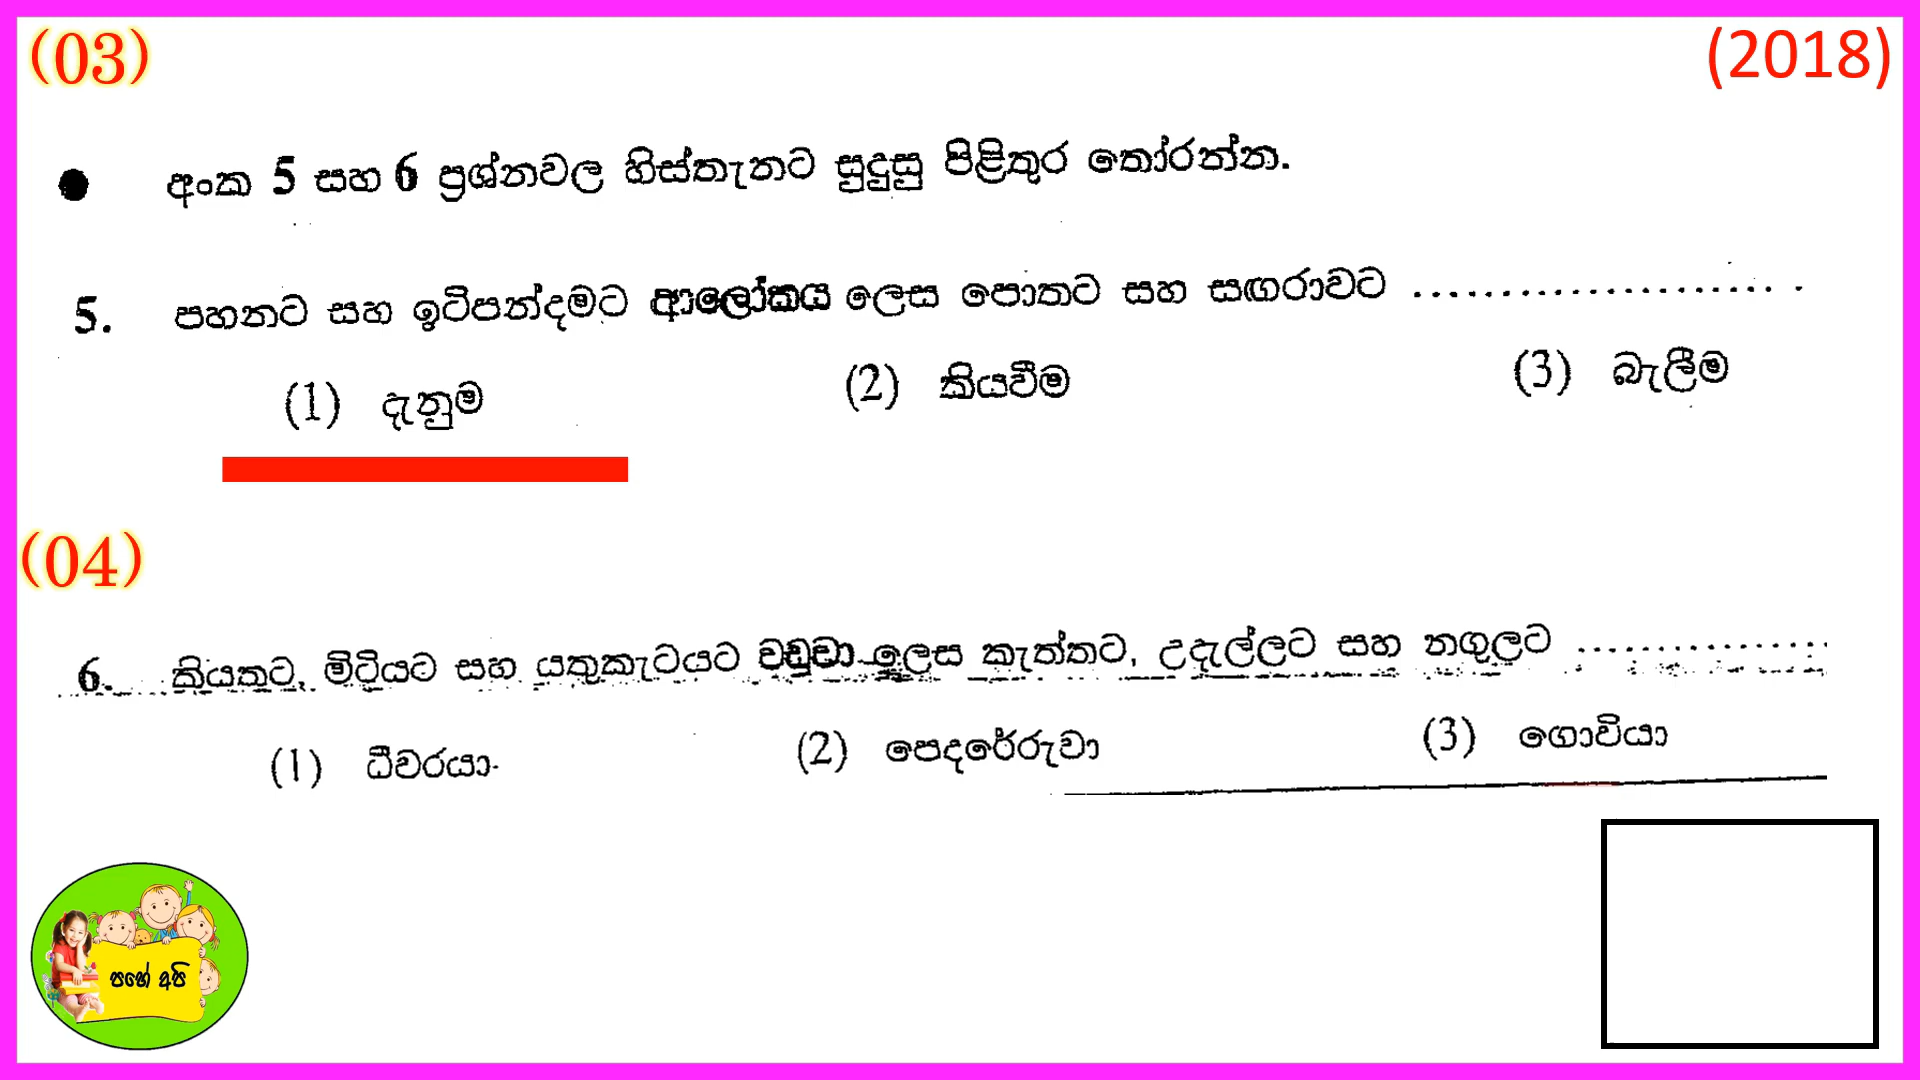 (03)
(2018)
● අංක 5 සහ 6 ප්‍රශ්නවල හිස්තැනට සුදුසු පිළිතුර තෝරන්න.
5. පහනට සහ ඉටිපන්දමට ආලෝකය ලෙස පොතට සහ සඟරාවට ......................
(1) දැනුම (2) කියවීම (3) බැලීම
(04)
6. කියතට, මිටියට සහ යතුකැටයට වඩුවා ලෙස කැත්තට, උදැල්ලට සහ නගුලට ................
(1) ධීවරයා (2) පෙදරේරුවා (3) ගොවියා
පහේ අපි